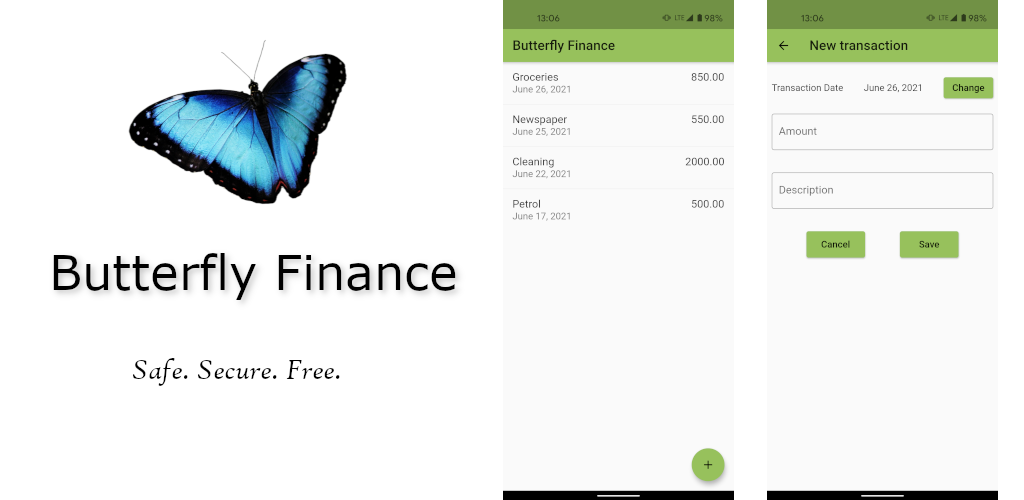 Butterfly Finance
Safe. Secure. Free.
13:06 LTE 98%
Butterfly Finance
Groceries 850.00
June 26, 2021
Newspaper 550.00
June 25, 2021
Cleaning 2000.00
June 22, 2021
Petrol 500.00
June 17, 2021
+
13:06 LTE 98%
← New transaction
Transaction Date June 26, 2021 Change
Amount
Description
Cancel Save